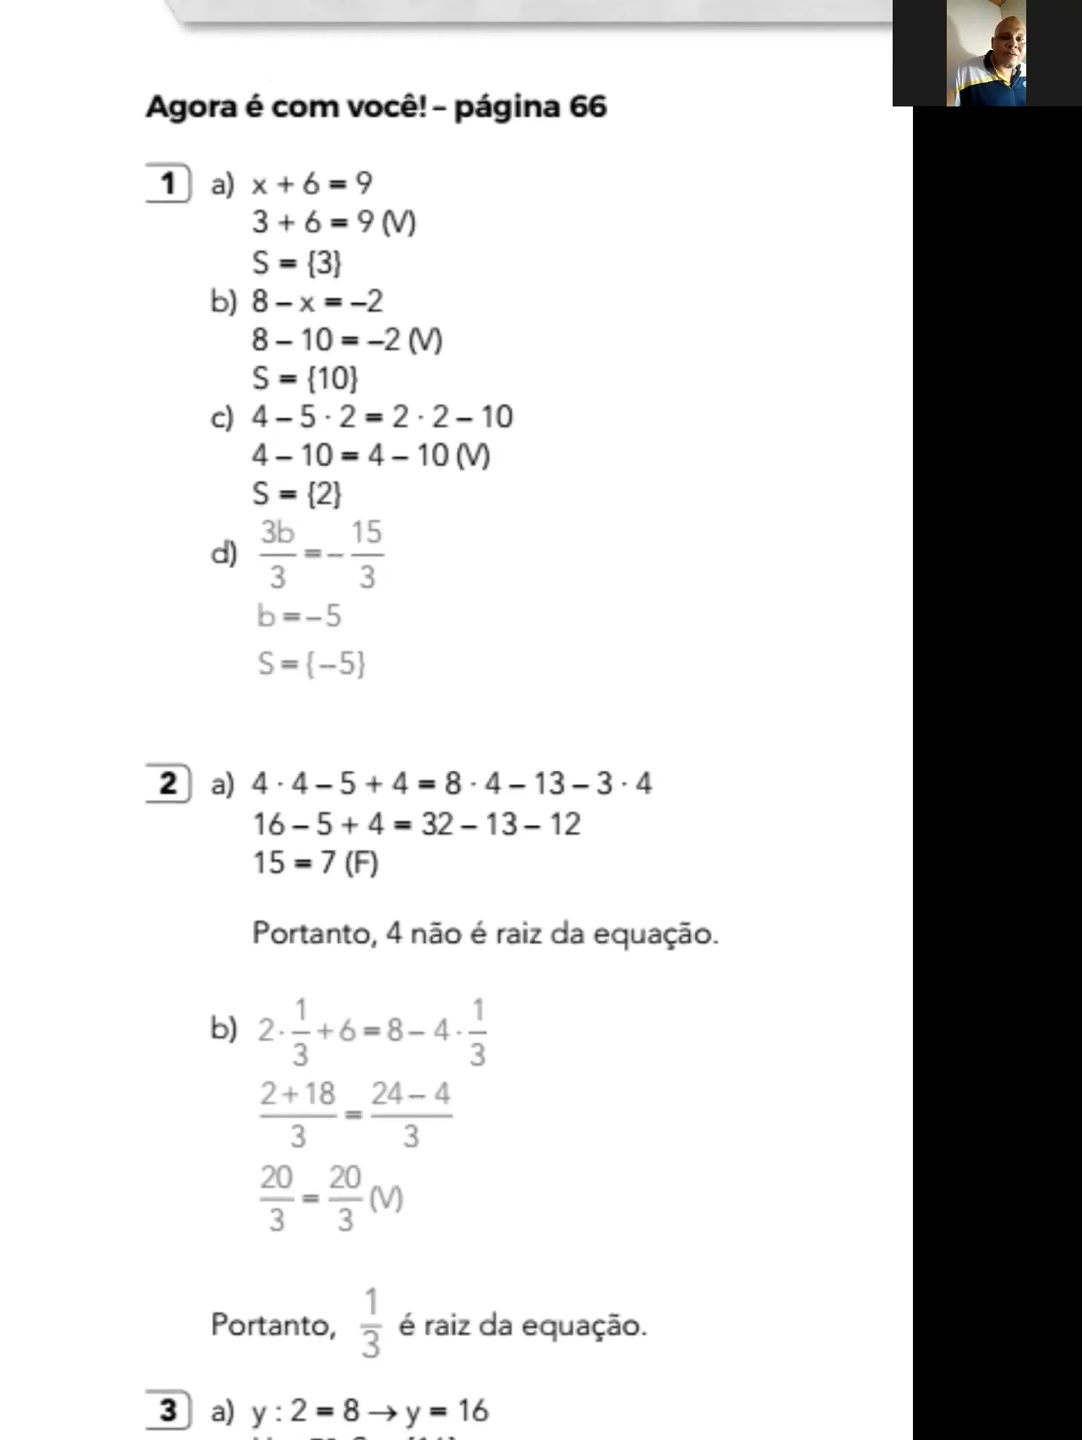 Agora é com você! – página 66
1 a) x + 6 = 9
3 + 6 = 9 (V)
S = {3}
b) 8 – x = –2
8 – 10 = –2 (V)
S = {10}
c) 4 – 5 · 2 = 2 · 2 – 10
4 – 10 = 4 – 10 (V)
S = {2}
d) 3b/3 = – 15/3
b = –5
S = {–5}
2 a) 4 · 4 – 5 + 4 = 8 · 4 – 13 – 3 · 4
16 – 5 + 4 = 32 – 13 – 12
15 = 7 (F)
Portanto, 4 não é raiz da equação.
b) 2 · 1/3 + 6 = 8 – 4 · 1/3
2 + 18/3 = 24 – 4/3
20/3 = 20/3 (V)
Portanto, 1/3 é raiz da equação.
3 a) y : 2 = 8 → y = 16